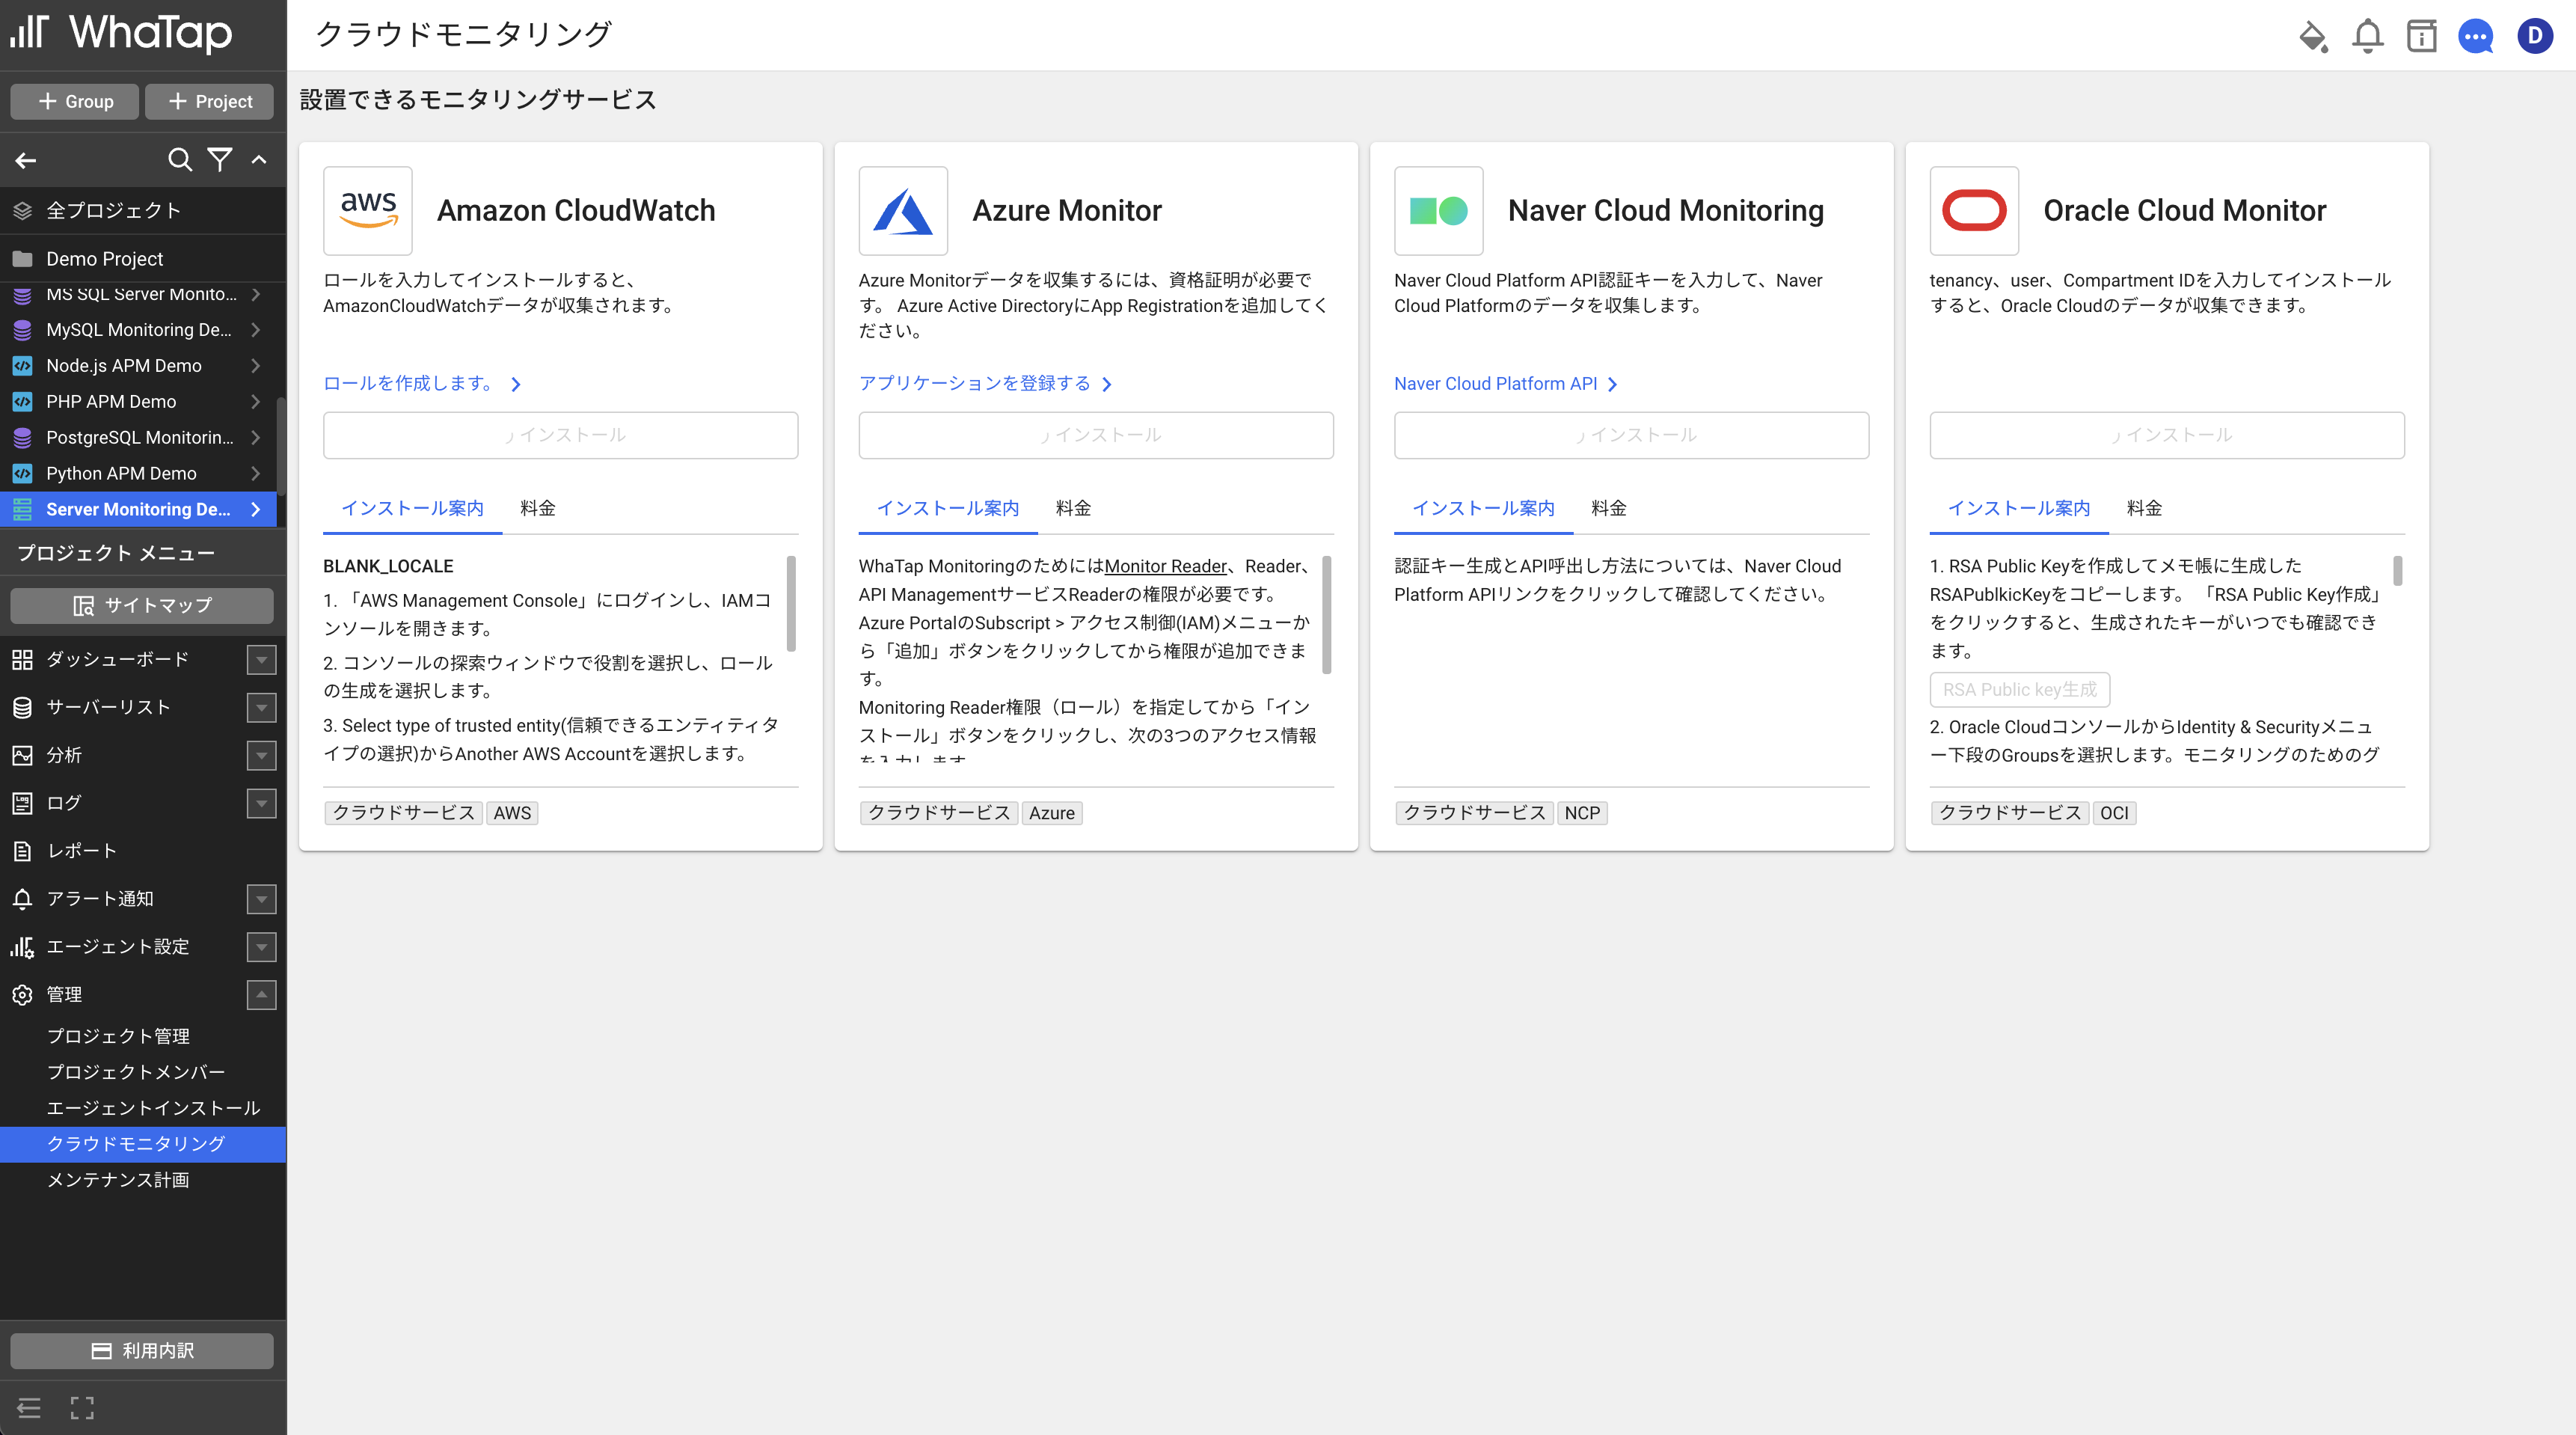 WhaTap
Group
Project
全プロジェクト
Demo Project
MS SQL Server Monito...
MySQL Monitoring De...
Node.js APM Demo
PHP APM Demo
PostgreSQL Monitorin...
Python APM Demo
Server Monitoring De...
プロジェクト メニュー
サイトマップ
ダッシューボード
サーバーリスト
分析
Log
ログ
レポート
アラート通知
エージェント設定
管理
プロジェクト管理
プロジェクトメンバー
エージェントインストール
クラウドモニタリング
メンテナンス計画
利用内訳
クラウドモニタリング
D
設置できるモニタリングサービス
aws
Amazon CloudWatch
ロールを入力してインストールすると、
AmazonCloudWatchデータが収集されます。
ロールを作成します。
インストール
インストール案内
料金
BLANK_LOCALE
1. 「AWS Management Console」にログインし、IAMコ
ンソールを開きます。
2. コンソールの探索ウィンドウで役割を選択し、ロール
の生成を選択します。
3. Select type of trusted entity(信頼できるエンティティタ
イプの選択)からAnother AWS Accountを選択します。
クラウドサービス
AWS
Azure Monitor
Azure Monitorデータを収集するには、資格証明が必要で
す。 Azure Active DirectoryにApp Registrationを追加してく
ださい。
アプリケーションを登録する
インストール
インストール案内
料金
WhaTap MonitoringのためにはMonitor Reader、Reader、
API ManagementサービスReaderの権限が必要です。
Azure PortalのSubscript > アクセス制御(IAM)メニューか
ら「追加」ボタンをクリックしてから権限が追加できま
す。
Monitoring Reader権限（ロール）を指定してから「イン
ストール」ボタンをクリックし、次の3つのアクセス情報
を入力します。
クラウドサービス
Azure
Naver Cloud Monitoring
Naver Cloud Platform API認証キーを入力して、Naver
Cloud Platformのデータを収集します。
Naver Cloud Platform API
インストール
インストール案内
料金
認証キー生成とAPI呼出し方法については、Naver Cloud
Platform APIリンクをクリックして確認してください。
クラウドサービス
NCP
Oracle Cloud Monitor
tenancy、user、Compartment IDを入力してインストール
すると、Oracle Cloudのデータが収集できます。
インストール
インストール案内
料金
1. RSA Public Keyを作成してメモ帳に生成した
RSAPublkicKeyをコピーします。 「RSA Public Key作成」
をクリックすると、生成されたキーがいつでも確認でき
ます。
RSA Public key生成
2. Oracle CloudコンソールからIdentity & Securityメニュ
ー下段のGroupsを選択します。モニタリングのためのグ
クラウドサービス
OCI